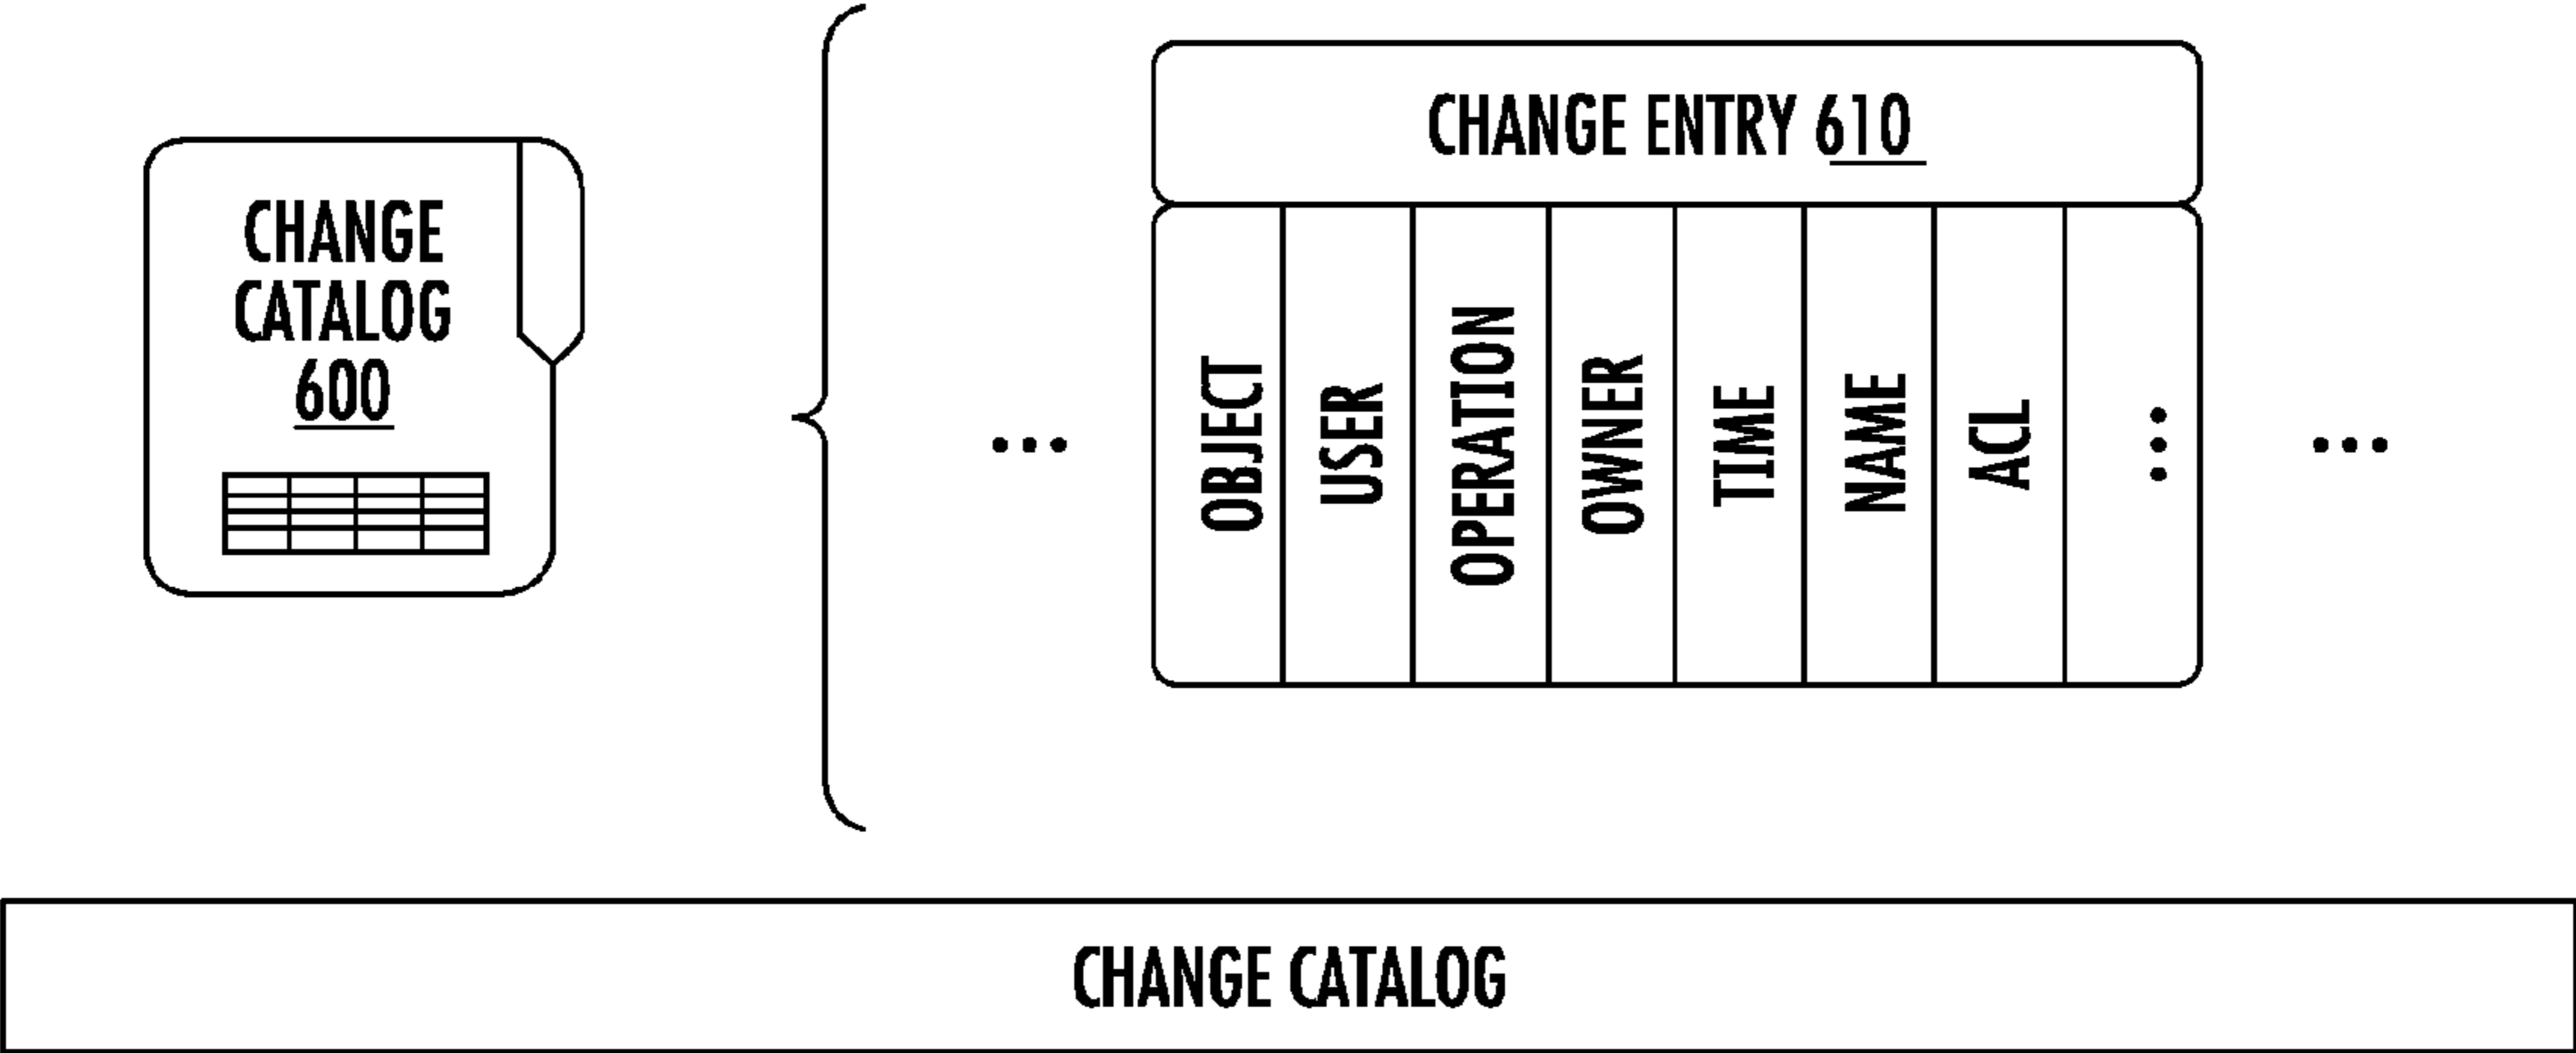 CHANGE
CATALOG
600
CHANGE ENTRY 610
OBJECT
USER
OPERATION
OWNER
TIME
NAME
ACL
CHANGE CATALOG